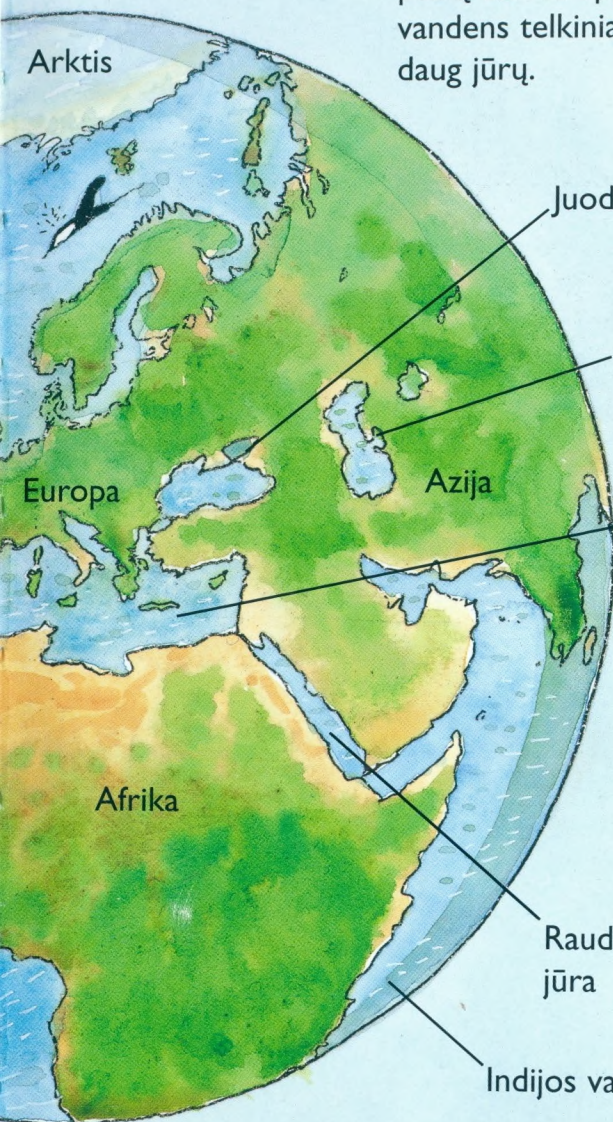 vandens telkinia
daug jūrų.
Arktis
Juod
Europa
Azija
Afrika
Raud
jūra
Indijos va